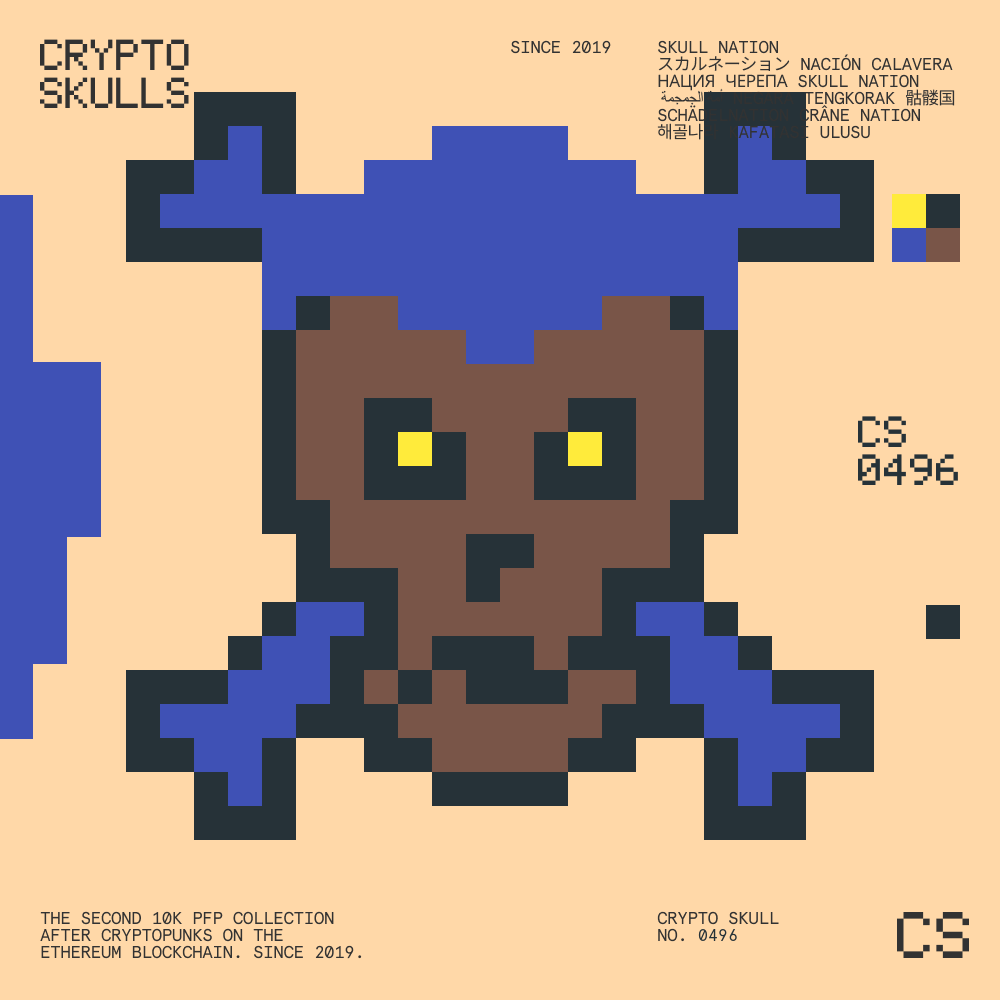 CRYPTO
SKULLS
SINCE 2019
SKULL NATION
スカルネーション NACIÓN CALAVERA
НАЦИЯ ЧЕРЕПА SKULL NATION
الجمجمة TENGKORAK 骷髅国
CRÂNE NATION
해골나 ULUSU
CS
0496
THE SECOND 10K PFP COLLECTION
AFTER CRYPTOPUNKS ON THE
ETHEREUM BLOCKCHAIN. SINCE 2019.
CRYPTO SKULL
NO. 0496
CS